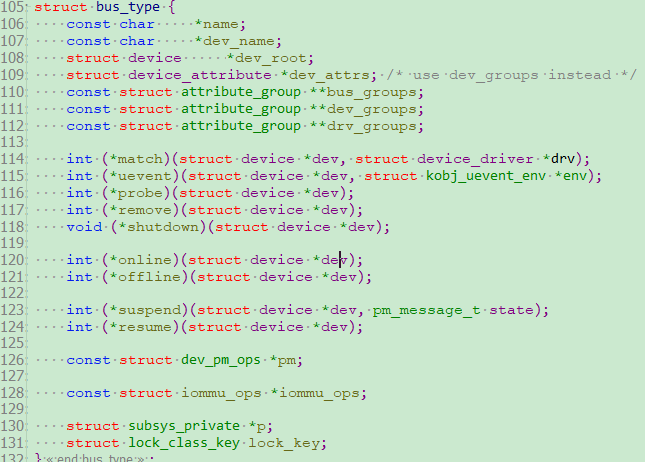 105: struct bus_type {
106:     const char     *name;
107:     const char     *dev_name;
108:     struct device     *dev_root;
109:     struct device_attribute *dev_attrs; /* use dev_groups instead */
110:     const struct attribute_group **bus_groups;
111:     const struct attribute_group **dev_groups;
112:     const struct attribute_group **drv_groups;
113:
114:     int (*match)(struct device *dev, struct device_driver *drv);
115:     int (*uevent)(struct device *dev, struct kobj_uevent_env *env);
116:     int (*probe)(struct device *dev);
117:     int (*remove)(struct device *dev);
118:     void (*shutdown)(struct device *dev);
119:
120:     int (*online)(struct device *dev);
121:     int (*offline)(struct device *dev);
122:
123:     int (*suspend)(struct device *dev, pm_message_t state);
124:     int (*resume)(struct device *dev);
125:
126:     const struct dev_pm_ops *pm;
127:
128:     const struct iommu_ops *iommu_ops;
129:
130:     struct subsys_private *p;
131:     struct lock_class_key lock_key;
132: } « end bus_type » ;